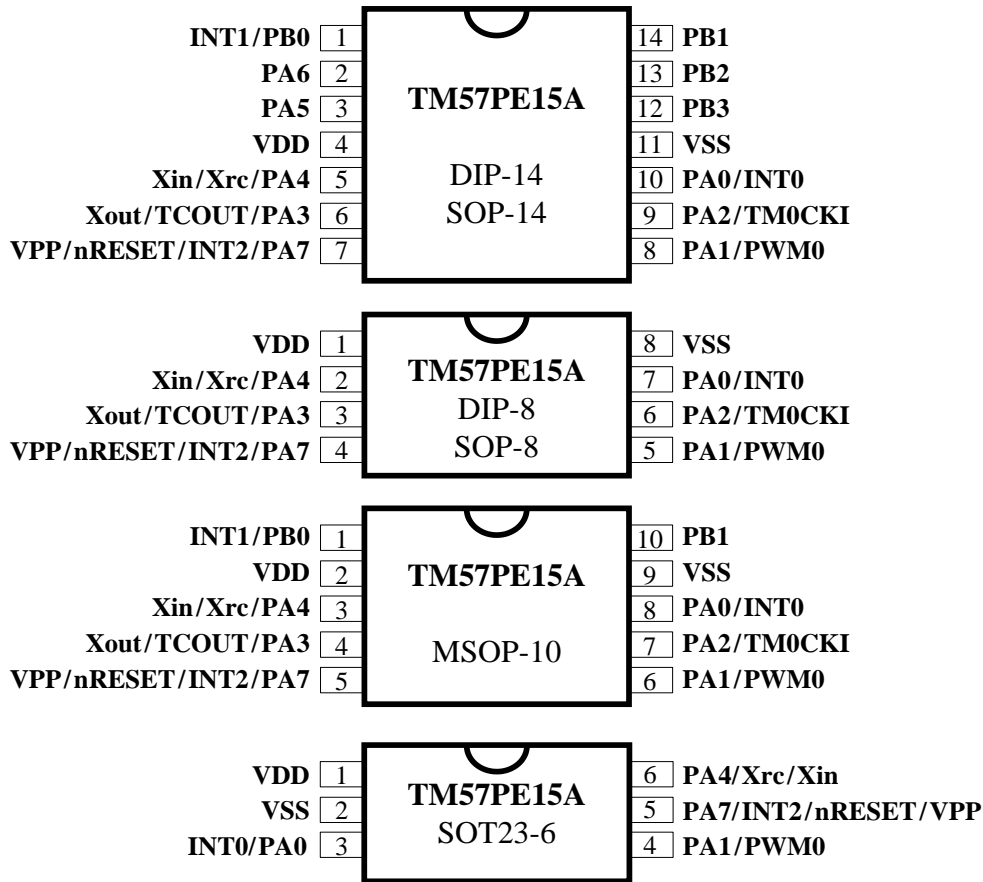 INT1/PB0 1 14 PB1
PA6 2 13 PB2
PA5 3 TM57PE15A 12 PB3
VDD 4 11 VSS
Xin/Xrc/PA4 5 DIP-14 10 PA0/INT0
Xout/TCOUT/PA3 6 SOP-14 9 PA2/TM0CKI
VPP/nRESET/INT2/PA7 7 8 PA1/PWM0
VDD 1 8 VSS
Xin/Xrc/PA4 2 TM57PE15A 7 PA0/INT0
Xout/TCOUT/PA3 3 DIP-8 6 PA2/TM0CKI
VPP/nRESET/INT2/PA7 4 SOP-8 5 PA1/PWM0
INT1/PB0 1 10 PB1
VDD 2 TM57PE15A 9 VSS
Xin/Xrc/PA4 3 8 PA0/INT0
Xout/TCOUT/PA3 4 MSOP-10 7 PA2/TM0CKI
VPP/nRESET/INT2/PA7 5 6 PA1/PWM0
VDD 1 6 PA4/Xrc/Xin
VSS 2 TM57PE15A 5 PA7/INT2/nRESET/VPP
INT0/PA0 3 SOT23-6 4 PA1/PWM0